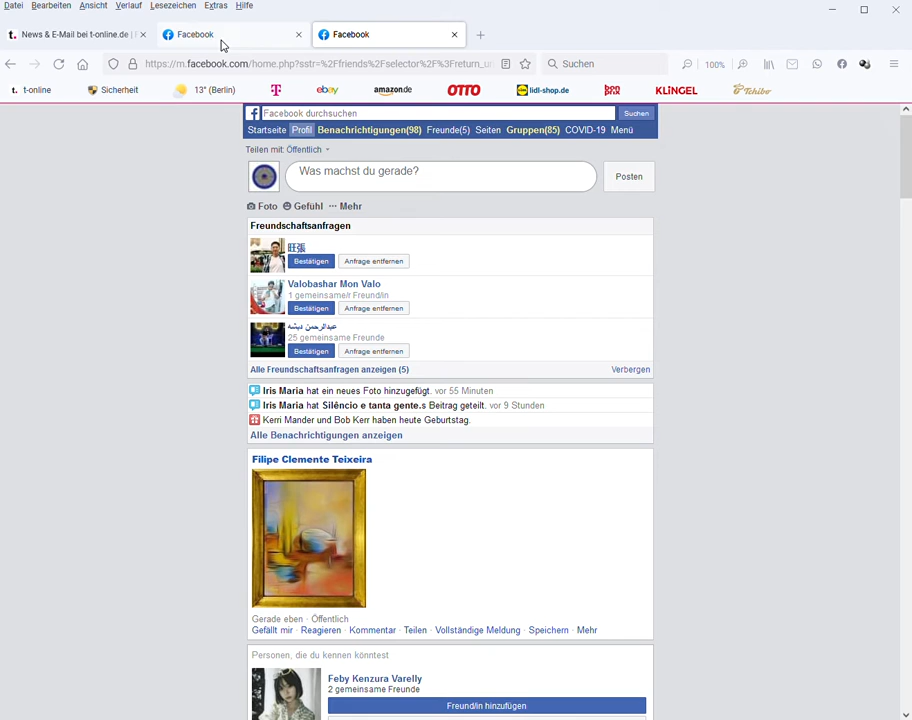 Datei Bearbeiten Ansicht Verlauf Lesezeichen Extras Hilfe
t. News & E-Mail bei t-online.de | Facebook Facebook
https://m.facebook.com/home.php?sstr=%2Ffriends%2Fselector%2F%3Freturn_ 100% Suchen
t. t-online Sicherheit 13° (Berlin) T ebay amazon.de OTTO lidl-shop.de bon KLiNGEL Tchibo
Facebook durchsuchen Suchen
Startseite Profil Benachrichtigungen(98) Freunde(5) Seiten Gruppen(85) COVID-19 Menü
Teilen mit: Öffentlich
Was machst du gerade? Posten
Foto Gefühl ··· Mehr
Freundschaftsanfragen
旺張
Bestätigen Anfrage entfernen
Valobashar Mon Valo
1 gemeinsame/r Freund/in
Bestätigen Anfrage entfernen
عبدالرحمن دبشه
25 gemeinsame Freunde
Bestätigen Anfrage entfernen
Alle Freundschaftsanfragen anzeigen (5) Verbergen
Iris Maria hat ein neues Foto hinzugefügt. vor 55 Minuten
Iris Maria hat Silêncio e tanta gente.s Beitrag geteilt. vor 9 Stunden
Kerri Mander und Bob Kerr haben heute Geburtstag.
Alle Benachrichtigungen anzeigen
Filipe Clemente Teixeira
Gerade eben · Öffentlich
Gefällt mir · Reagieren · Kommentar · Teilen · Vollständige Meldung · Speichern · Mehr
Personen, die du kennen könntest
Feby Kenzura Varelly
2 gemeinsame Freunde
Freund/in hinzufügen